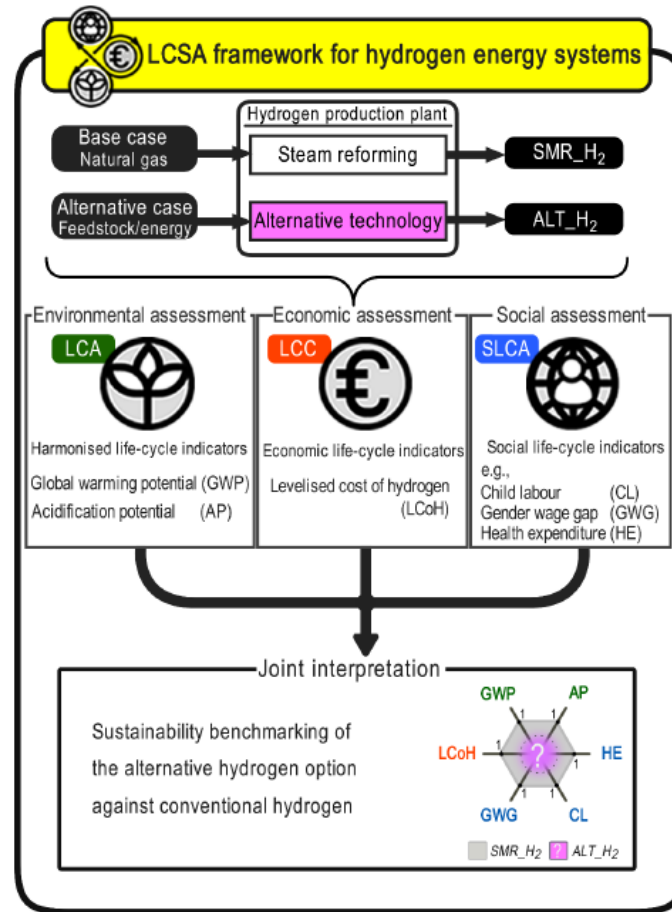 LCSA framework for hydrogen energy systems
Hydrogen production plant
Base case
Natural gas
Steam reforming
SMR_H₂
Alternative case
Feedstock/energy
Alternative technology
ALT_H₂
Environmental assessment
LCA
Harmonised life-cycle indicators
Global warming potential (GWP)
Acidification potential (AP)
Economic assessment
LCC
€
Economic life-cycle indicators
Levelised cost of hydrogen
(LCoH)
Social assessment
SLCA
Social life-cycle indicators
e.g.,
Child labour (CL)
Gender wage gap (GWG)
Health expenditure (HE)
Joint interpretation
Sustainability benchmarking of
the alternative hydrogen option
against conventional hydrogen
GWP AP
1 1
LCoH 1 ? 1 HE
1 1
GWG CL
SMR_H₂ ? ALT_H₂